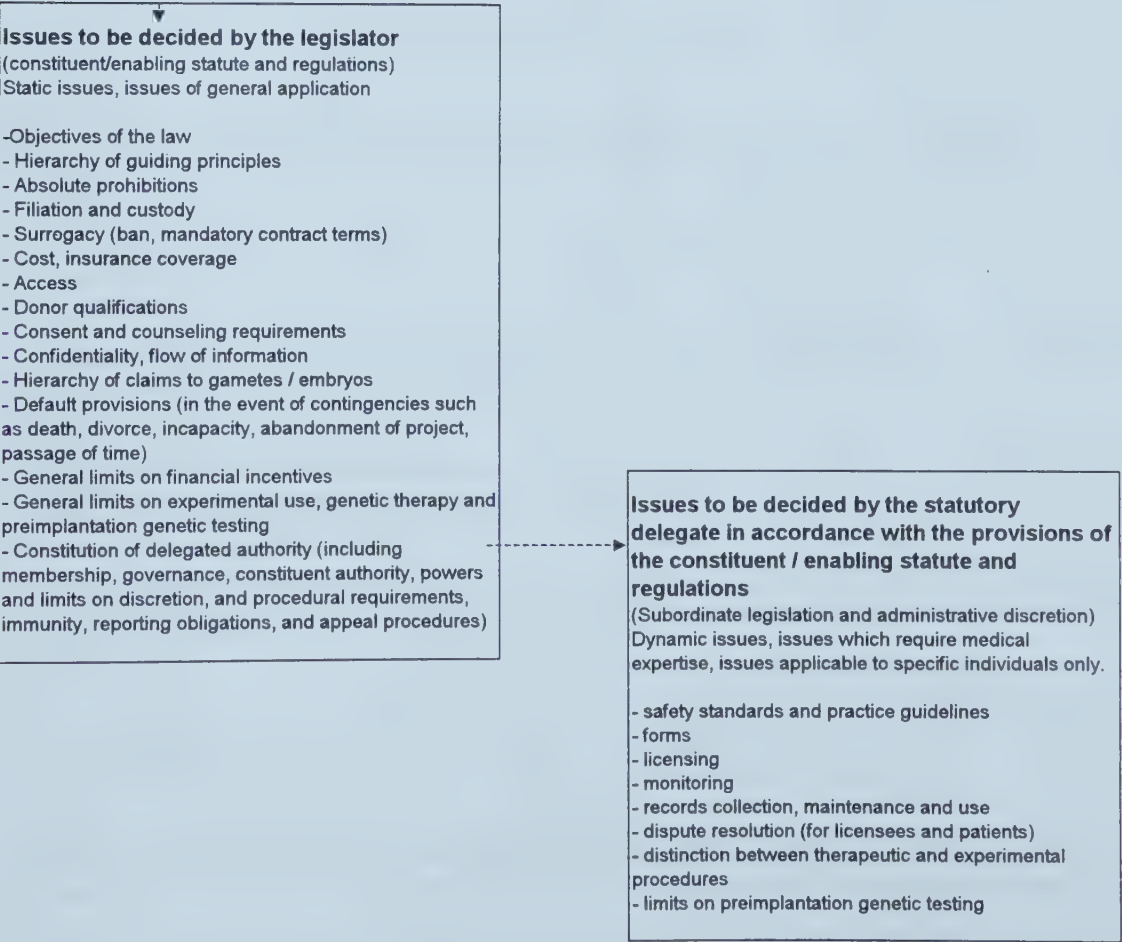 Issues to be decided by the legislator
(constituent/enabling statute and regulations)
Static issues, issues of general application
-Objectives of the law
- Hierarchy of guiding principles
- Absolute prohibitions
- Filiation and custody
- Surrogacy (ban, mandatory contract terms)
- Cost, insurance coverage
- Access
- Donor qualifications
- Consent and counseling requirements
- Confidentiality, flow of information
- Hierarchy of claims to gametes / embryos
- Default provisions (in the event of contingencies such
as death, divorce, incapacity, abandonment of project,
passage of time)
- General limits on financial incentives
- General limits on experimental use, genetic therapy and
preimplantation genetic testing
- Constitution of delegated authority (including
membership, governance, constituent authority, powers
and limits on discretion, and procedural requirements,
immunity, reporting obligations, and appeal procedures)
Issues to be decided by the statutory
delegate in accordance with the provisions of
the constituent / enabling statute and
regulations
(Subordinate legislation and administrative discretion)
Dynamic issues, issues which require medical
expertise, issues applicable to specific individuals only.
- safety standards and practice guidelines
- forms
- licensing
- monitoring
- records collection, maintenance and use
- dispute resolution (for licensees and patients)
- distinction between therapeutic and experimental
procedures
- limits on preimplantation genetic testing